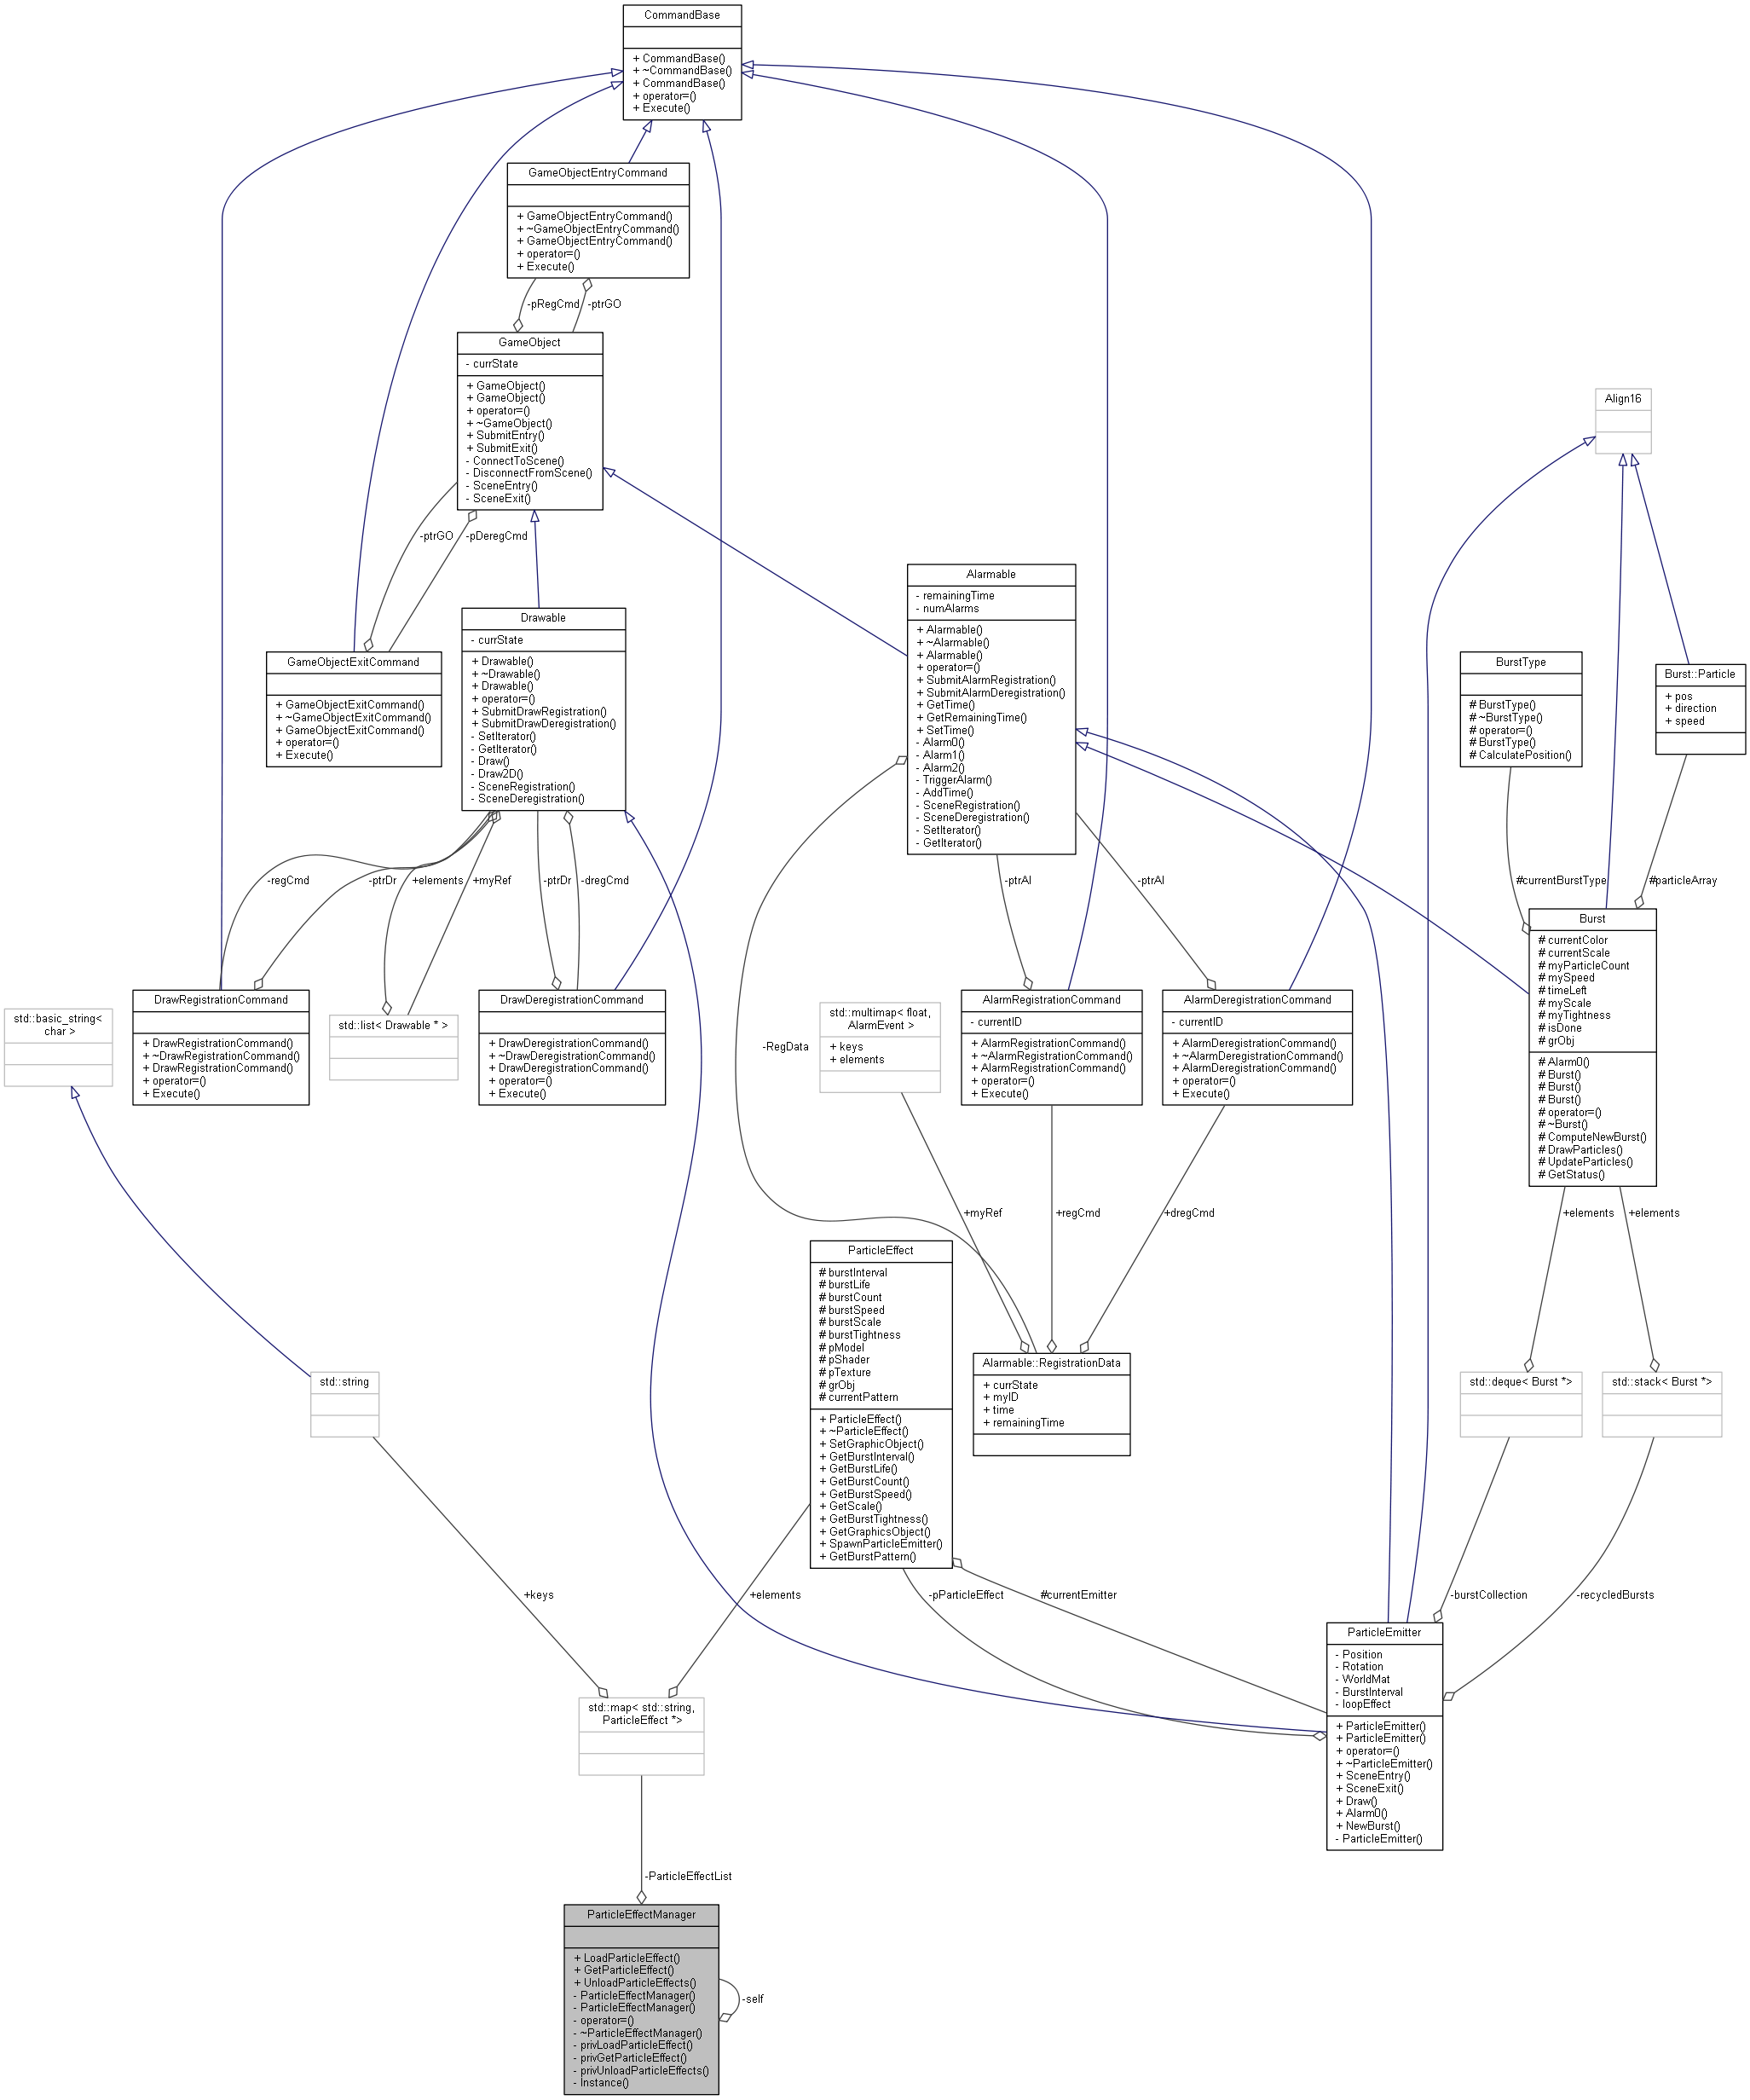 CommandBase
+ CommandBase()
+ ~CommandBase()
+ CommandBase()
+ operator=()
+ Execute()
GameObjectEntryCommand
+ GameObjectEntryCommand()
+ ~GameObjectEntryCommand()
+ GameObjectEntryCommand()
+ operator=()
+ Execute()
-pRegCmd
-ptrGO
GameObject
- currState
+ GameObject()
+ GameObject()
+ operator=()
+ ~GameObject()
+ SubmitEntry()
+ SubmitExit()
- ConnectToScene()
- DisconnectFromScene()
- SceneEntry()
- SceneExit()
Align16
-ptrGO
-pDeregCmd
Alarmable
- remainingTime
- numAlarms
+ Alarmable()
+ ~Alarmable()
+ Alarmable()
+ operator=()
+ SubmitAlarmRegistration()
+ SubmitAlarmDeregistration()
+ GetTime()
+ GetRemainingTime()
+ SetTime()
- Alarm0()
- Alarm1()
- Alarm2()
- TriggerAlarm()
- AddTime()
- SceneRegistration()
- SceneDeregistration()
- SetIterator()
- GetIterator()
Drawable
- currState
+ Drawable()
+ ~Drawable()
+ Drawable()
+ operator=()
+ SubmitDrawRegistration()
+ SubmitDrawDeregistration()
- SetIterator()
- GetIterator()
- Draw()
- Draw2D()
- SceneRegistration()
- SceneDeregistration()
GameObjectExitCommand
+ GameObjectExitCommand()
+ ~GameObjectExitCommand()
+ GameObjectExitCommand()
+ operator=()
+ Execute()
BurstType
# BurstType()
# ~BurstType()
# operator=()
# BurstType()
# CalculatePosition()
Burst::Particle
+ pos
+ direction
+ speed
-regCmd
-ptrDr
+elements
+myRef
-ptrDr
-dregCmd
-ptrAl
-ptrAl
#currentBurstType
#particleArray
Burst
# currentColor
# currentScale
# myParticleCount
# mySpeed
# timeLeft
# myScale
# myTightness
# isDone
# grObj
# Alarm0()
# Burst()
# Burst()
# Burst()
# operator=()
# ~Burst()
# ComputeNewBurst()
# DrawParticles()
# UpdateParticles()
# GetStatus()
std::basic_string<
char >
DrawRegistrationCommand
+ DrawRegistrationCommand()
+ ~DrawRegistrationCommand()
+ DrawRegistrationCommand()
+ operator=()
+ Execute()
std::list< Drawable * >
DrawDeregistrationCommand
+ DrawDeregistrationCommand()
+ ~DrawDeregistrationCommand()
+ DrawDeregistrationCommand()
+ operator=()
+ Execute()
-RegData
std::multimap< float,
AlarmEvent >
+ keys
+ elements
AlarmRegistrationCommand
- currentID
+ AlarmRegistrationCommand()
+ ~AlarmRegistrationCommand()
+ AlarmRegistrationCommand()
+ operator=()
+ Execute()
AlarmDeregistrationCommand
- currentID
+ AlarmDeregistrationCommand()
+ ~AlarmDeregistrationCommand()
+ AlarmDeregistrationCommand()
+ operator=()
+ Execute()
+myRef
+regCmd
+dregCmd
+elements
+elements
ParticleEffect
# burstInterval
# burstLife
# burstCount
# burstSpeed
# burstScale
# burstTightness
# pModel
# pShader
# pTexture
# grObj
# currentPattern
+ ParticleEffect()
+ ~ParticleEffect()
+ SetGraphicObject()
+ GetBurstInterval()
+ GetBurstLife()
+ GetBurstCount()
+ GetBurstSpeed()
+ GetScale()
+ GetBurstTightness()
+ GetGraphicsObject()
+ SpawnParticleEmitter()
+ GetBurstPattern()
Alarmable::RegistrationData
+ currState
+ myID
+ time
+ remainingTime
std::string
std::deque< Burst *>
std::stack< Burst *>
+keys
+elements
-pParticleEffect
#currentEmitter
-burstCollection
-recycledBursts
ParticleEmitter
- Position
- Rotation
- WorldMat
- BurstInterval
- loopEffect
+ ParticleEmitter()
+ ParticleEmitter()
+ operator=()
+ ~ParticleEmitter()
+ SceneEntry()
+ SceneExit()
+ Draw()
+ Alarm0()
+ NewBurst()
- ParticleEmitter()
std::map< std::string,
ParticleEffect *>
-ParticleEffectList
ParticleEffectManager
+ LoadParticleEffect()
+ GetParticleEffect()
+ UnloadParticleEffects()
- ParticleEffectManager()
- ParticleEffectManager()
- operator=()
- ~ParticleEffectManager()
- privLoadParticleEffect()
- privGetParticleEffect()
- privUnloadParticleEffects()
- Instance()
-self